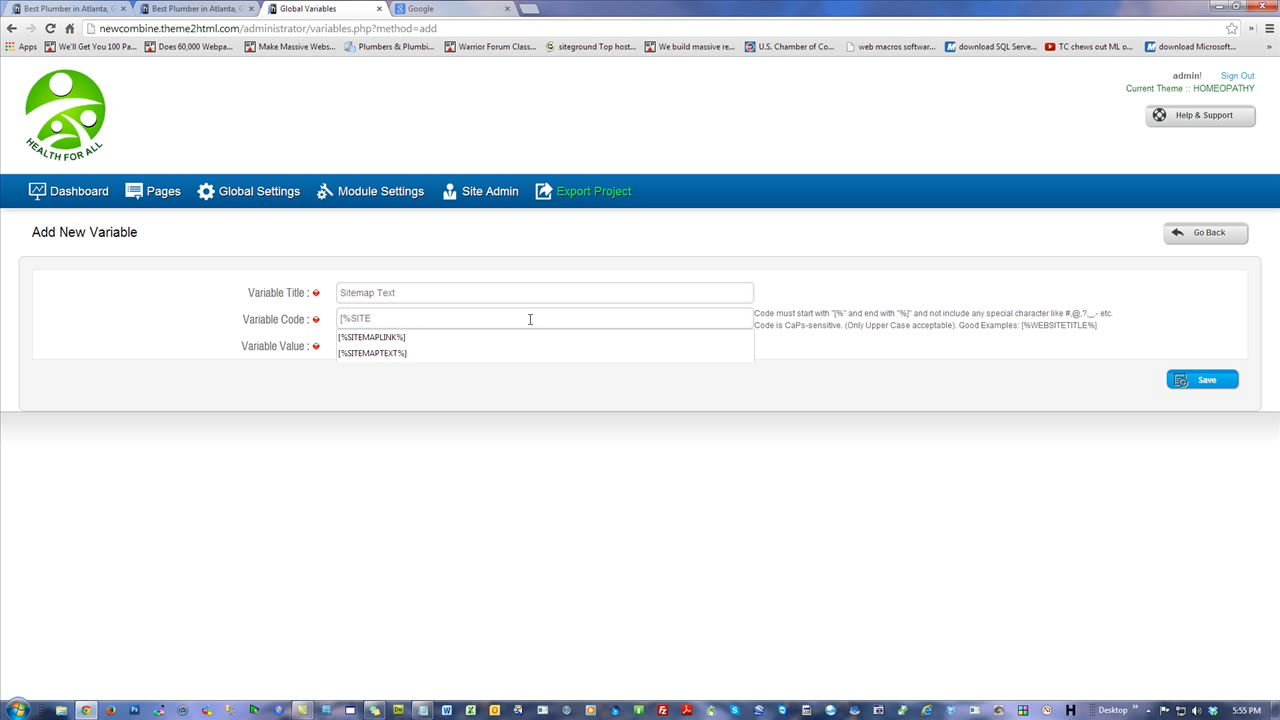 Best Plumber in Atlanta, G
Best Plumber in Atlanta, G
Global Variables
Google
newcombine.theme2html.com/administrator/variables.php?method=add
Apps
We'll Get You 100 Pa...
Does 60,000 Webpa...
Make Massive Webs...
Plumbers & Plumbi...
Warrior Forum Class...
siteground Top host...
We build massive re...
U.S. Chamber of Co...
web macros softwar...
download SQL Serve...
TC chews out ML o...
download Microsoft...
HEALTH FOR ALL
admin!
Sign Out
Current Theme :: HOMEOPATHY
Help & Support
Dashboard
Pages
Global Settings
Module Settings
Site Admin
Export Project
Add New Variable
Go Back
Variable Title :
Sitemap Text
Variable Code :
[%SITE
Code must start with "[%" and end with "%]" and not include any special character like #,@,?,_,- etc.
Code is CaPs-sensitive. (Only Upper Case acceptable). Good Examples: [%WEBSITETITLE%]
[%SITEMAPLINK%]
Variable Value :
[%SITEMAPTEXT%]
Save
Desktop
5:55 PM